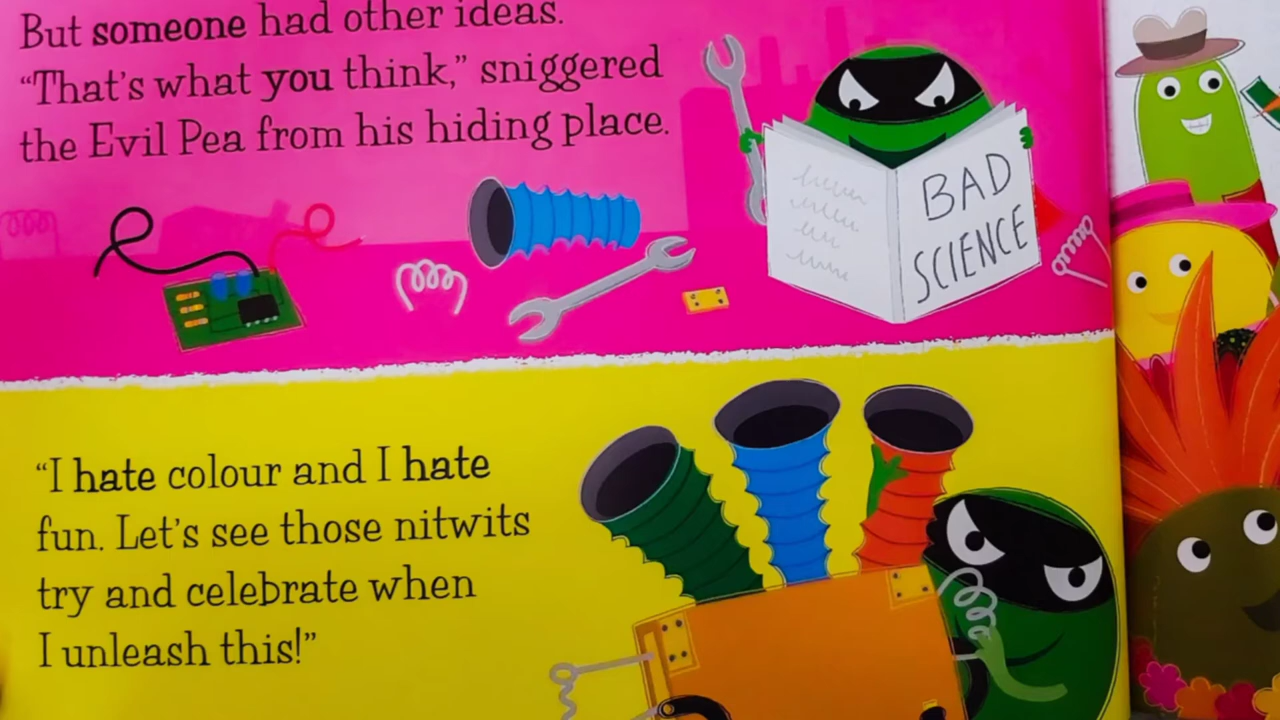 But someone had other ideas.
“That’s what you think,” sniggered
the Evil Pea from his hiding place.
BAD
SCIENCE
“I hate colour and I hate
fun. Let’s see those nitwits
try and celebrate when
I unleash this!”